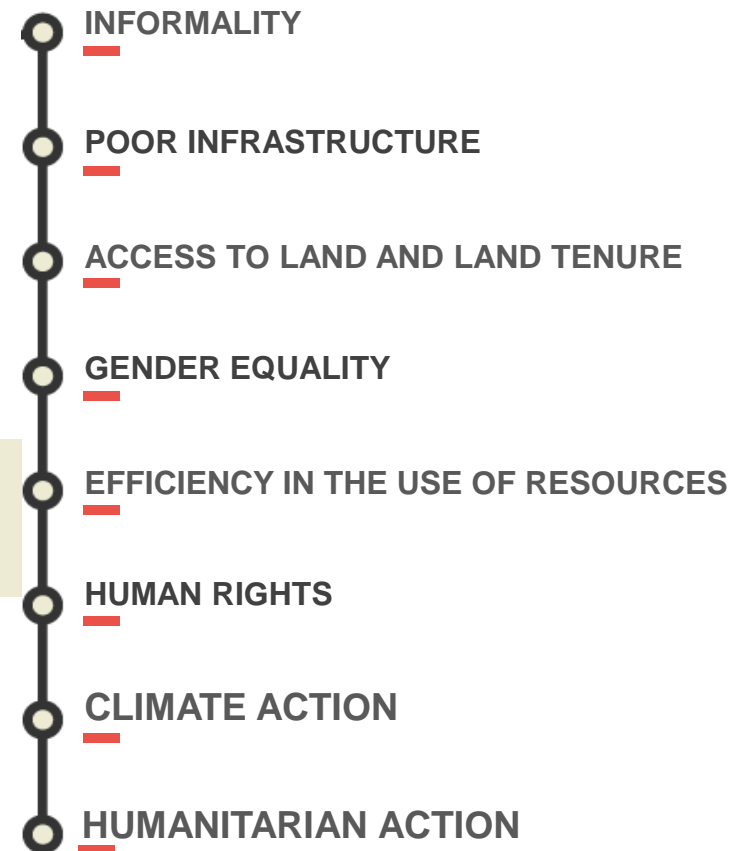 INFORMALITY
POOR INFRASTRUCTURE
ACCESS TO LAND AND LAND TENURE
GENDER EQUALITY
EFFICIENCY IN THE USE OF RESOURCES
HUMAN RIGHTS
CLIMATE ACTION
HUMANITARIAN ACTION